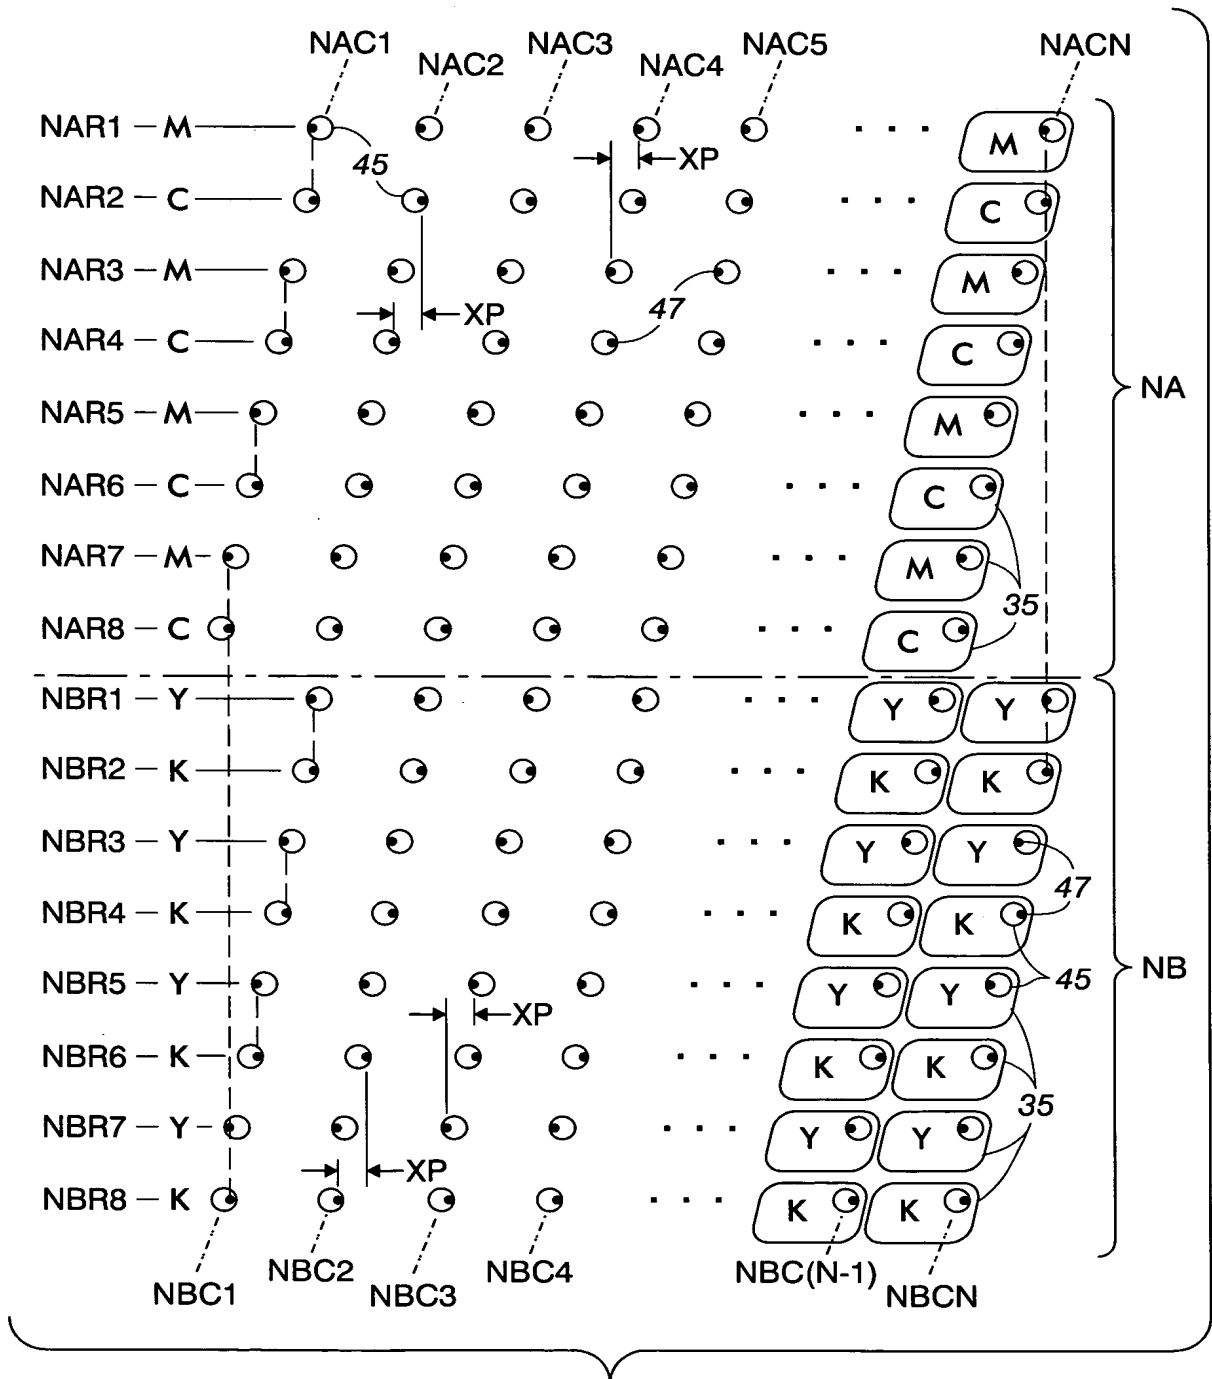 NAC1 NAC2 NAC3 NAC4 NAC5 NACN
NAR1 — M M
45 XP
NAR2 — C C
NAR3 — M M
XP 47
NAR4 — C C
NA
NAR5 — M M
NAR6 — C C
NAR7 — M M
35
NAR8 — C C
NBR1 — Y Y Y
NBR2 — K K K
NBR3 — Y Y Y
47
NBR4 — K K K
NB
45
NBR5 — Y Y Y
XP
NBR6 — K K K
35
NBR7 — Y Y Y
XP
NBR8 — K K K
NBC1 NBC2 NBC3 NBC4 NBC(N-1) NBCN